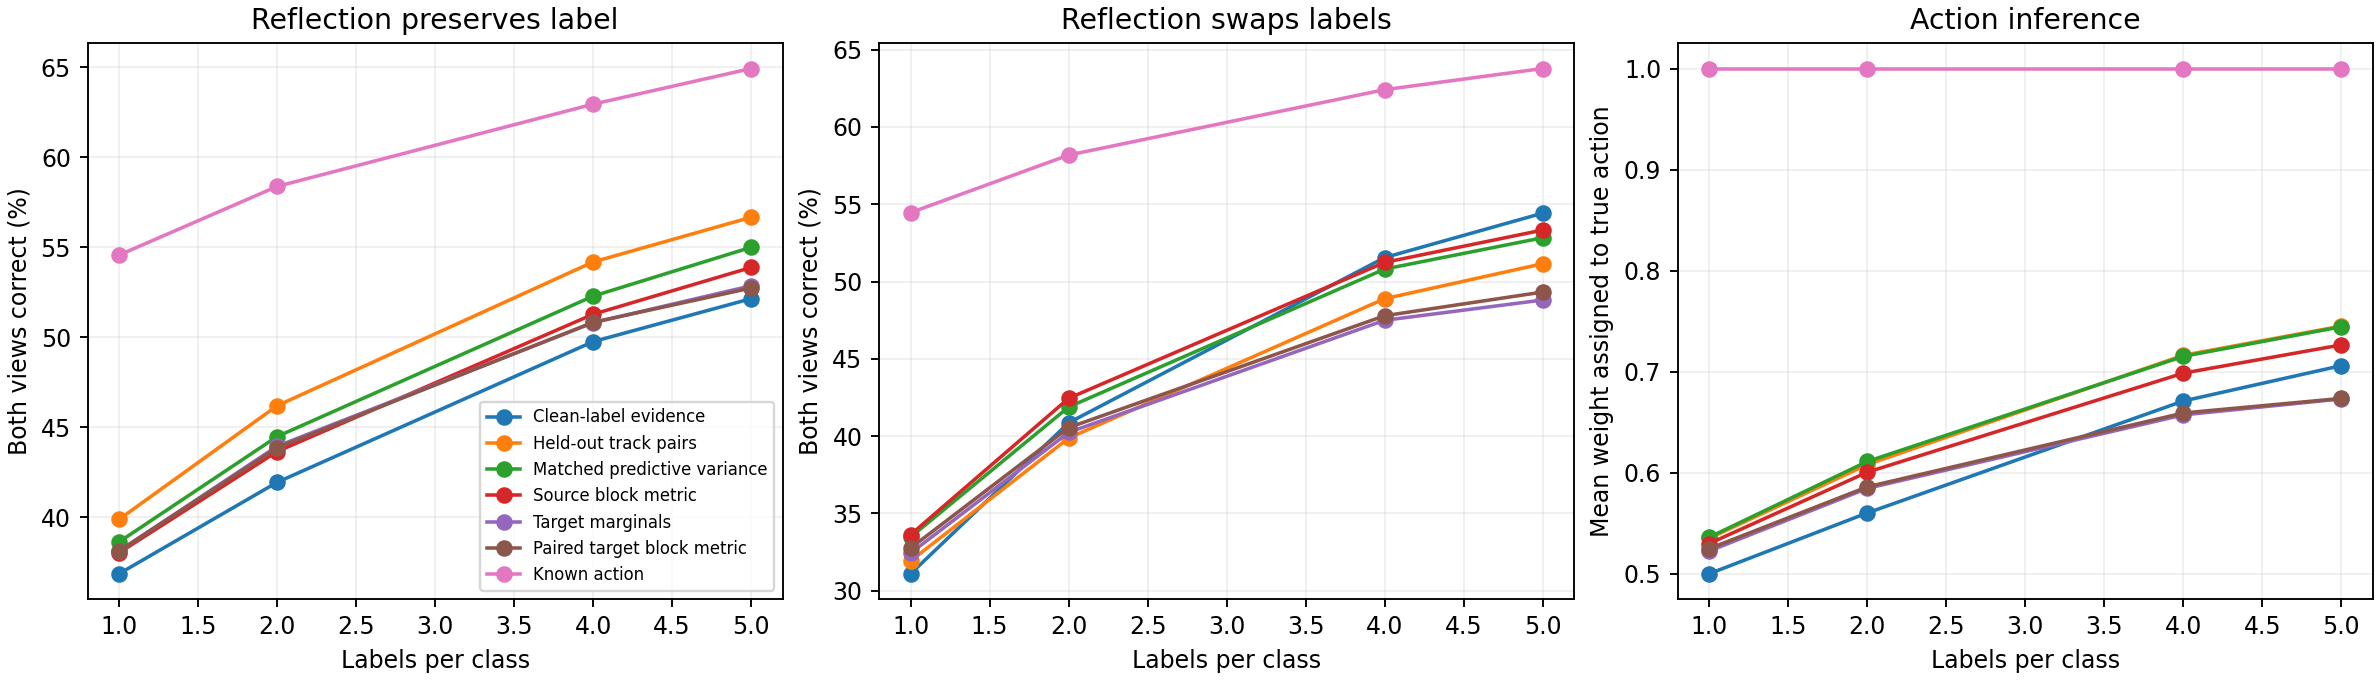 Reflection preserves label
Both views correct (%)
65
60
55
50
45
40
1.0 1.5 2.0 2.5 3.0 3.5 4.0 4.5 5.0
Labels per class
Clean-label evidence
Held-out track pairs
Matched predictive variance
Source block metric
Target marginals
Paired target block metric
Known action
Reflection swaps labels
Both views correct (%)
65
60
55
50
45
40
35
30
1.0 1.5 2.0 2.5 3.0 3.5 4.0 4.5 5.0
Labels per class
Action inference
Mean weight assigned to true action
1.0
0.9
0.8
0.7
0.6
0.5
1.0 1.5 2.0 2.5 3.0 3.5 4.0 4.5 5.0
Labels per class